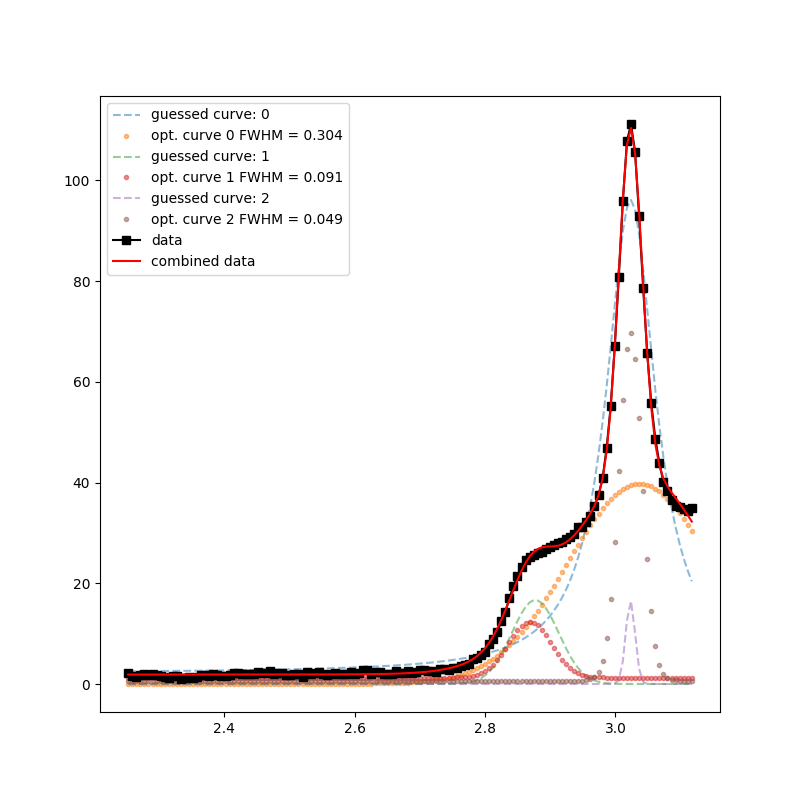 guessed curve: 0
opt. curve 0 FWHM = 0.304
guessed curve: 1
opt. curve 1 FWHM = 0.091
guessed curve: 2
opt. curve 2 FWHM = 0.049
data
combined data
100
80
60
40
20
0
2.4 2.6 2.8 3.0